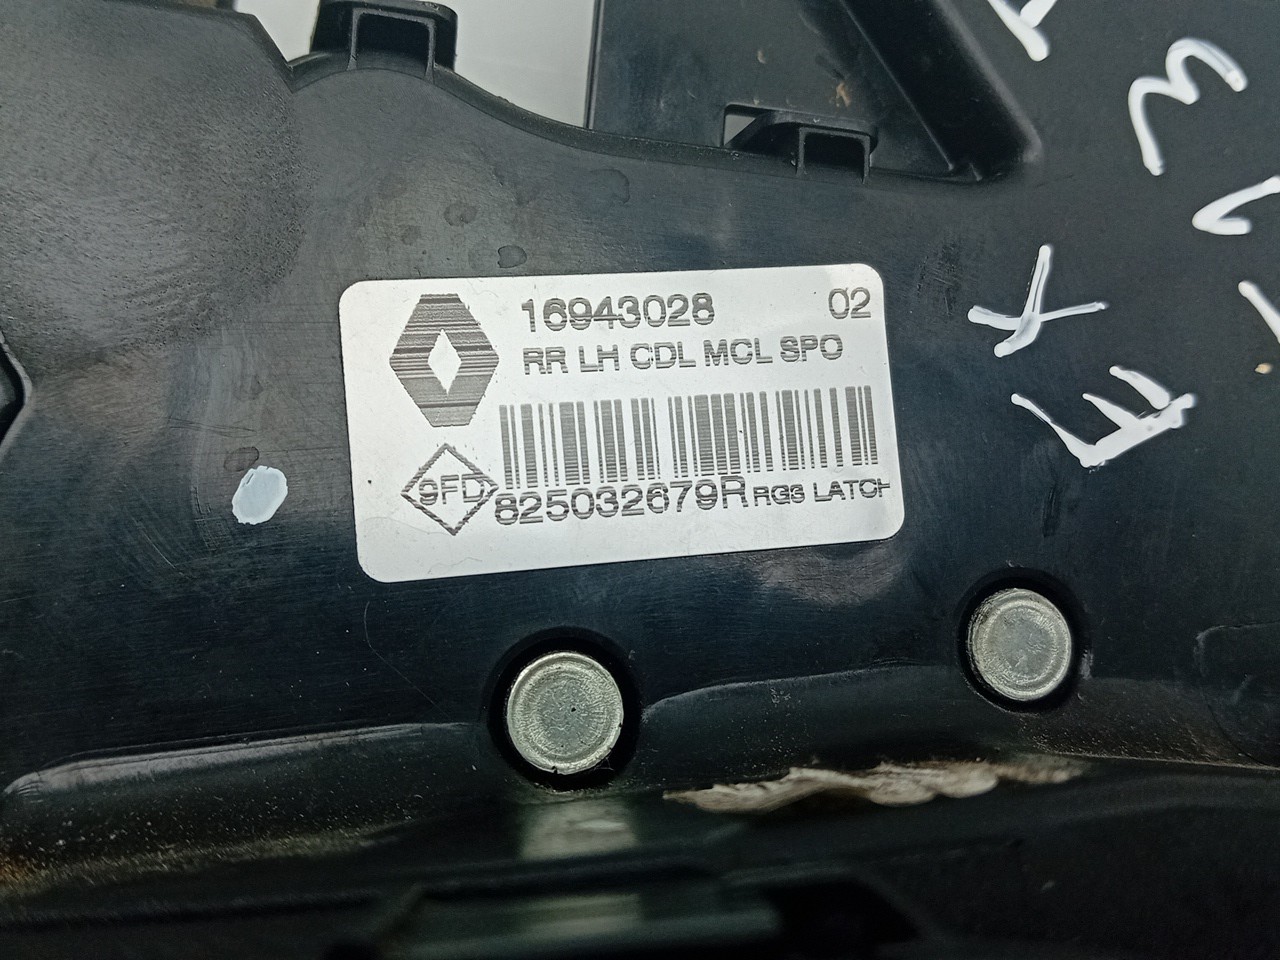 16943028 02
RR LH CDL MCL SPO
9FD
825032679R RG3 LATCH